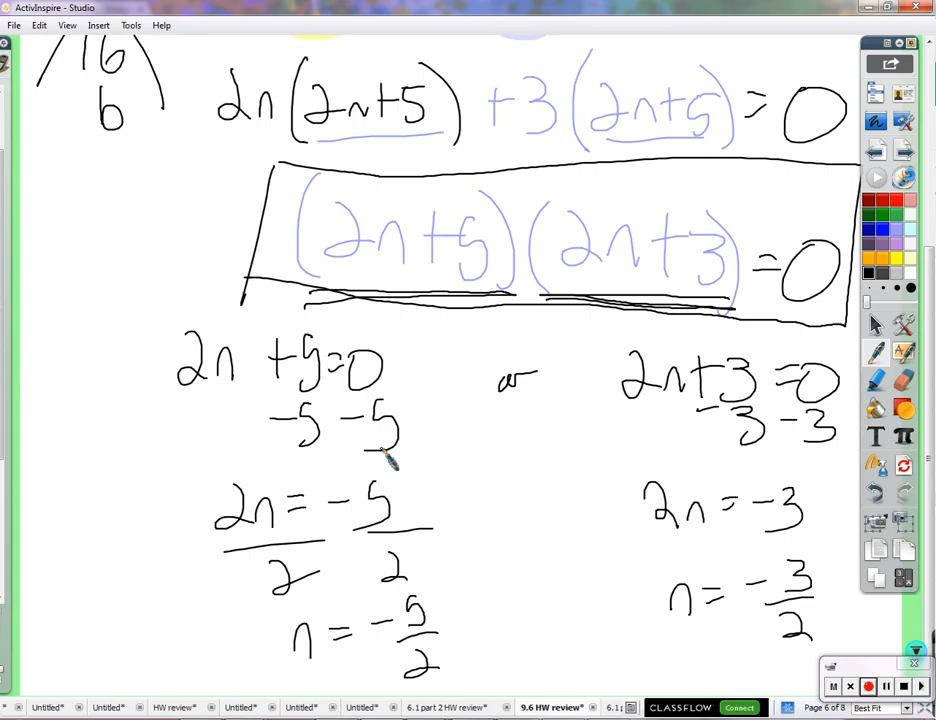 ActivInspire - Studio
File Edit View Insert Tools Help
16
6
2n(2n+5) +3(2n+5)=0
(2n+5)(2n+3)=0
2n +5=0 or 2n+3=0
-5 -5 -3 -3
2n = -5 2n = -3
2 2
n = -5/2 n = -3/2
Untitled* Untitled* HW review* Untitled* Untitled* Untitled* 6.1 part 2 HW review* 9.6 HW review* 6.1 CLASSFLOW Connect Page 6 of 8 Best Fit